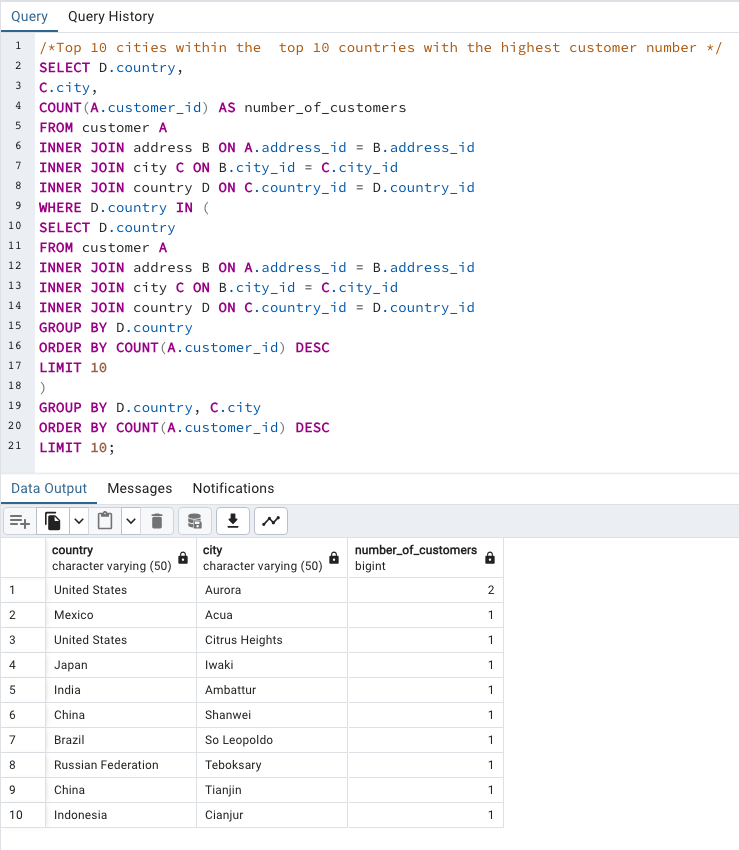 Query Query History
1 /*Top 10 cities within the  top 10 countries with the highest customer number */
2 SELECT D.country,
3 C.city,
4 COUNT(A.customer_id) AS number_of_customers
5 FROM customer A
6 INNER JOIN address B ON A.address_id = B.address_id
7 INNER JOIN city C ON B.city_id = C.city_id
8 INNER JOIN country D ON C.country_id = D.country_id
9 WHERE D.country IN (
10 SELECT D.country
11 FROM customer A
12 INNER JOIN address B ON A.address_id = B.address_id
13 INNER JOIN city C ON B.city_id = C.city_id
14 INNER JOIN country D ON C.country_id = D.country_id
15 GROUP BY D.country
16 ORDER BY COUNT(A.customer_id) DESC
17 LIMIT 10
18 )
19 GROUP BY D.country, C.city
20 ORDER BY COUNT(A.customer_id) DESC
21 LIMIT 10;
Data Output Messages Notifications
country city number_of_customers
character varying (50) character varying (50) bigint
1 United States Aurora 2
2 Mexico Acua 1
3 United States Citrus Heights 1
4 Japan Iwaki 1
5 India Ambattur 1
6 China Shanwei 1
7 Brazil So Leopoldo 1
8 Russian Federation Teboksary 1
9 China Tianjin 1
10 Indonesia Cianjur 1